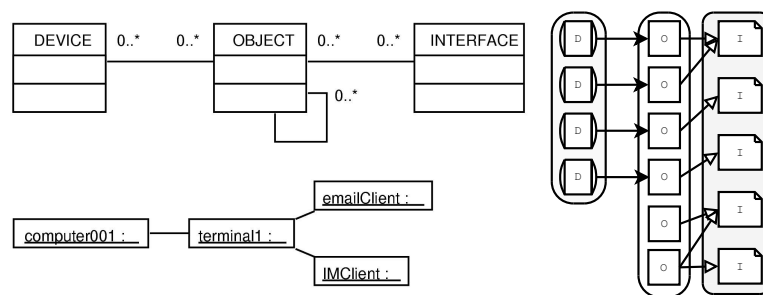 DEVICE 0..* 0..* OBJECT 0..* 0..* INTERFACE
0..*
emailClient :
computer001 : terminal1 :
IMClient :
D O I
D O I
D O
D O I
O I
O I